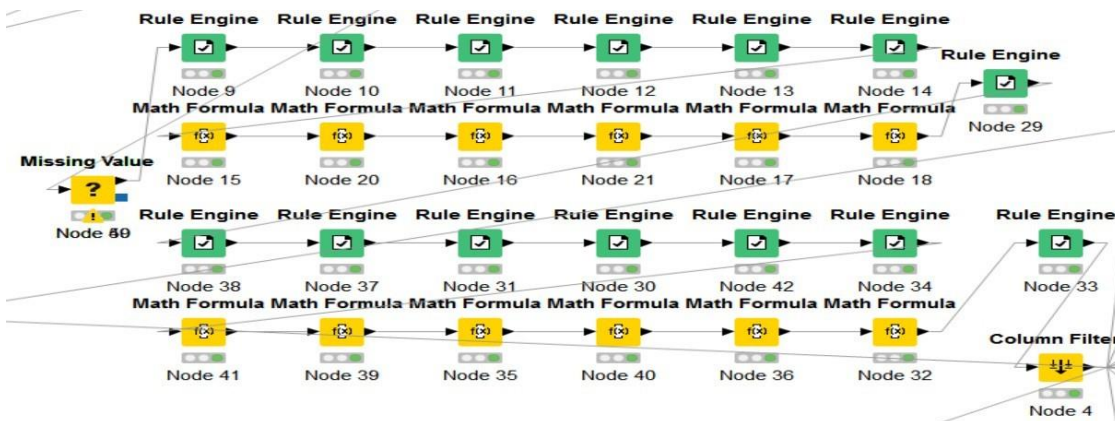 Rule Engine Rule Engine Rule Engine Rule Engine Rule Engine Rule Engine
Rule Engine
Node 9 Node 10 Node 11 Node 12 Node 13 Node 14
Math Formula Math Formula Math Formula Math Formula Math Formula Math Formula
f(x) f(x) f(x) f(x) f(x) f(x)
Node 29
Missing Value
Node 15 Node 20 Node 16 Node 21 Node 17 Node 18
?
!
Rule Engine Rule Engine Rule Engine Rule Engine Rule Engine Rule Engine Rule Engine
Node
Node 38 Node 37 Node 31 Node 30 Node 42 Node 34 Node 33
Math Formula Math Formula Math Formula Math Formula Math Formula Math Formula
f(x) f(x) f(x) f(x) f(x) f(x)
Column Filter
Node 41 Node 39 Node 35 Node 40 Node 36 Node 32
Node 4